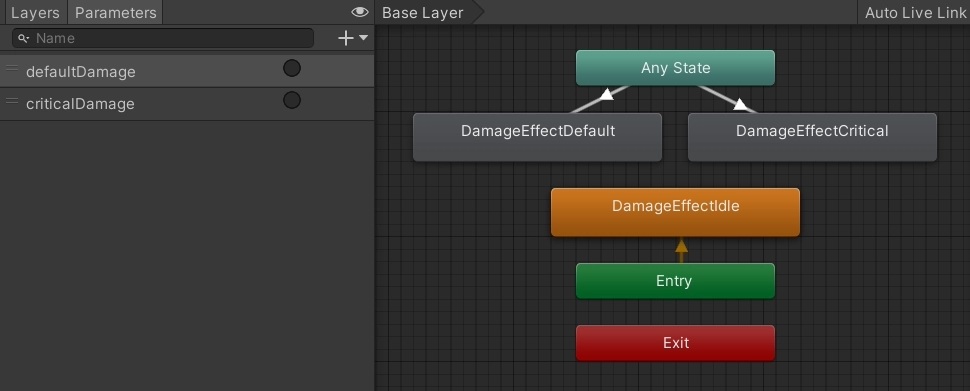 Layers Parameters
Base Layer
Auto Live Link
Name
defaultDamage
criticalDamage
Any State
DamageEffectDefault
DamageEffectCritical
DamageEffectIdle
Entry
Exit